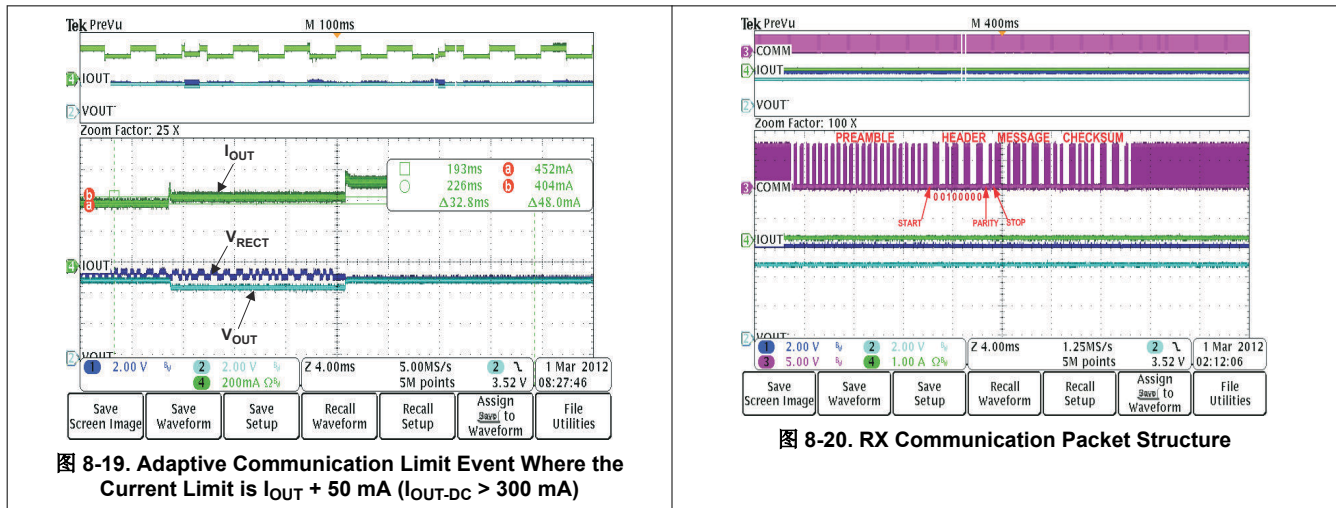 Tek PreVu M 100ms
4 IOUT
2 VOUT
Zoom Factor: 25 X
IOUT
193ms a 452mA
226ms b 404mA
Δ32.8ms Δ48.0mA
b
a
VRECT
4 IOUT
VOUT
2 VOUT
1 2.00 V 2 2.00 V Z 4.00ms 5.00MS/s 2 1 Mar 2012
4 200mA Ω 5M points 3.52 V 08:27:46
Save Screen Image
Save Waveform
Save Setup
Recall Waveform
Recall Setup
Assign Save to Waveform
File Utilities
图 8-19. Adaptive Communication Limit Event Where the
Current Limit is IOUT + 50 mA (IOUT-DC > 300 mA)
Tek PreVu M 400ms
3 COMM
4 IOUT
2 VOUT
Zoom Factor: 100 X
PREAMBLE HEADER MESSAGE CHECKSUM
3 COMM
00100000
START PARITY STOP
4 IOUT
2 VOUT
1 2.00 V 2 2.00 V Z 4.00ms 1.25MS/s 2 1 Mar 2012
3 5.00 V 4 1.00 A Ω 5M points 3.52 V 02:12:06
Save Screen Image
Save Waveform
Save Setup
Recall Waveform
Recall Setup
Assign Save to Waveform
File Utilities
图 8-20. RX Communication Packet Structure